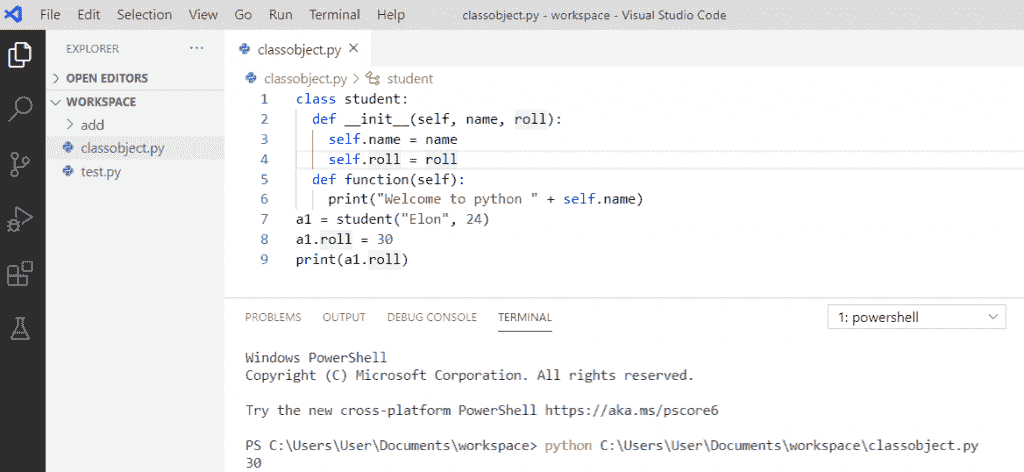 File Edit Selection View Go Run Terminal Help classobject.py - workspace - Visual Studio Code
EXPLORER ···
OPEN EDITORS
WORKSPACE
add
classobject.py
test.py
classobject.py ×
classobject.py > student
1 class student:
2 def __init__(self, name, roll):
3 self.name = name
4 self.roll = roll
5 def function(self):
6 print("Welcome to python " + self.name)
7 a1 = student("Elon", 24)
8 a1.roll = 30
9 print(a1.roll)
PROBLEMS OUTPUT DEBUG CONSOLE TERMINAL 1: powershell
Windows PowerShell
Copyright (C) Microsoft Corporation. All rights reserved.
Try the new cross-platform PowerShell https://aka.ms/pscore6
PS C:\Users\User\Documents\workspace> python C:\Users\User\Documents\workspace\classobject.py
30